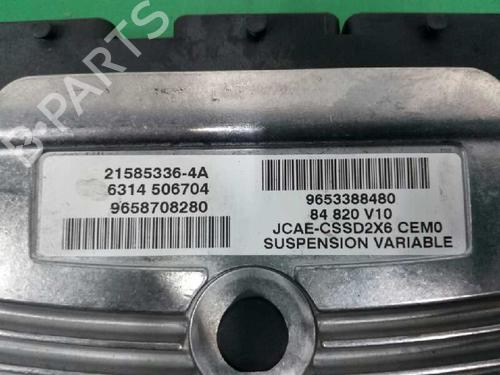 21585336-4A
6314 506704
9658708280
9653388480
84 820 V10
JCAE-CSSD2X6 CEM0
SUSPENSION VARIABLE
B-PARTS